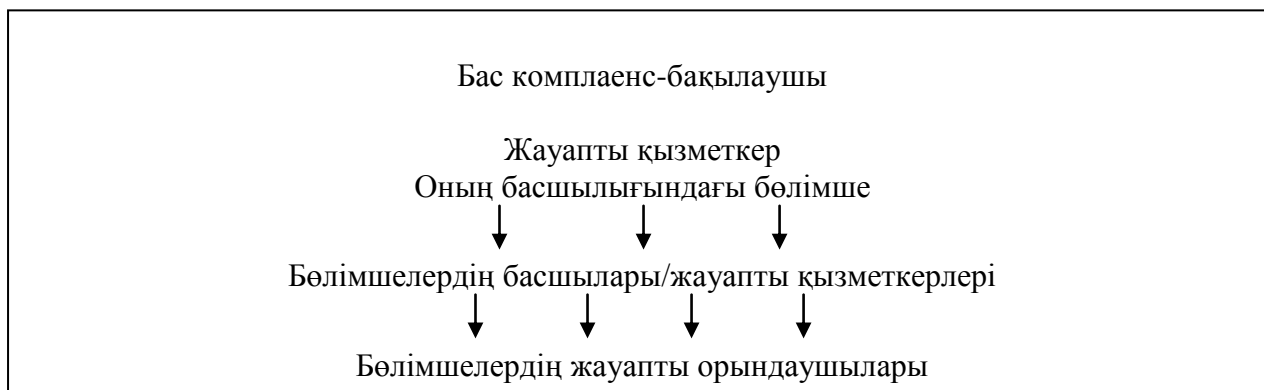 Бас комплаенс-бақылаушы
Жауапты қызметкер
Оның басшылығындағы бөлімше
Бөлімшелердің басшылары/жауапты қызметкерлері
Бөлімшелердің жауапты орындаушылары